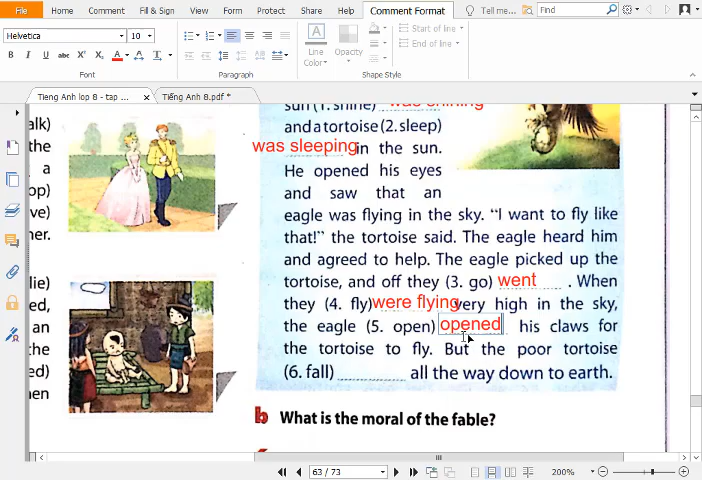 File Home Comment Fill & Sign View Form Protect Share Help Comment Format Tell me... Find
Helvetica 10 Start of line
B I U abc X² X₂ A T End of line
Line Color Opacity
Font Paragraph Shape Style
Tieng Anh lop 8 - tap ... Tiếng Anh 8.pdf *
alk)
the
a
op)
ve)
her.
lie)
ed,
an
the
ed)
hen
sun (1. shine) was shining
and a tortoise (2. sleep)
was sleeping in the sun.
He opened his eyes
and saw that an
eagle was flying in the sky. "I want to fly like
that!" the tortoise said. The eagle heard him
and agreed to help. The eagle picked up the
tortoise, and off they (3. go) went . When
they (4. fly) were flying very high in the sky,
the eagle (5. open) opened his claws for
the tortoise to fly. But the poor tortoise
(6. fall) ............ all the way down to earth.
b What is the moral of the fable?
63 / 73 200%